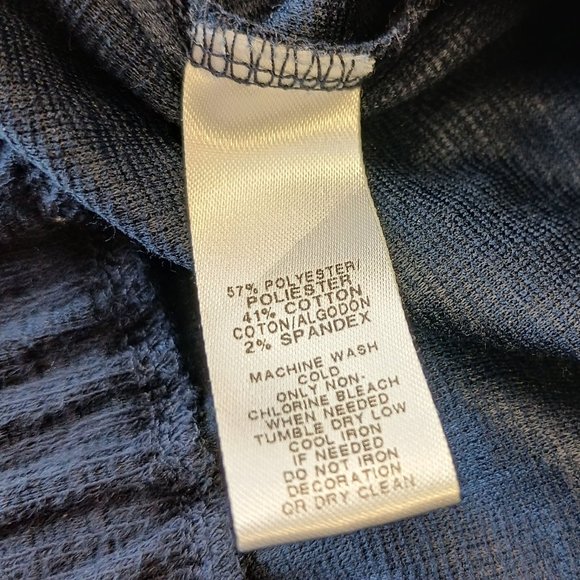 57% POLYESTER/
POLIESTER
41% COTTON
COTON/ALGODON
2% SPANDEX
MACHINE WASH
COLD
ONLY NON-
CHLORINE BLEACH
WHEN NEEDED
TUMBLE DRY LOW
COOL IRON
IF NEEDED
DO NOT IRON
DECORATION
OR DRY CLEAN